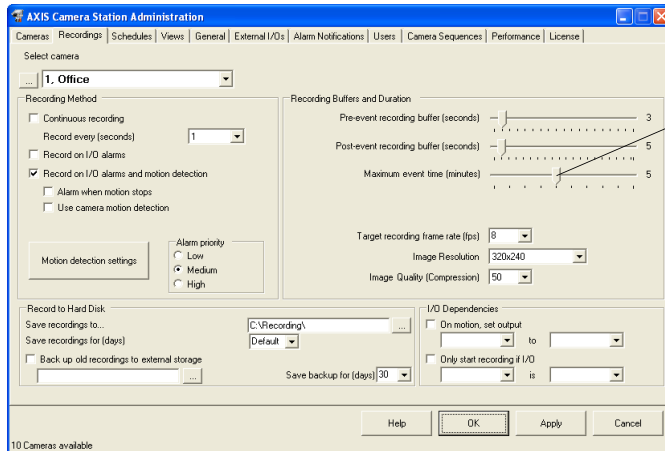 AXIS Camera Station Administration
Cameras Recordings Schedules Views General External I/Os Alarm Notifications Users Camera Sequences Performance License
Select camera
... 1, Office
Recording Method
Continuous recording
Record every (seconds) 1
Record on I/O alarms
Record on I/O alarms and motion detection
Alarm when motion stops
Use camera motion detection
Motion detection settings
Alarm priority
Low
Medium
High
Recording Buffers and Duration
Pre-event recording buffer (seconds) 3
Post-event recording buffer (seconds) 5
Maximum event time (minutes) 5
Target recording frame rate (fps) 8
Image Resolution 320x240
Image Quality (Compression) 50
Record to Hard Disk
Save recordings to... C:\Recording\ ...
Save recordings for (days) Default
Back up old recordings to external storage
... Save backup for (days) 30
I/O Dependencies
On motion, set output
to
Only start recording if I/O
is
Help OK Apply Cancel
10 Cameras available